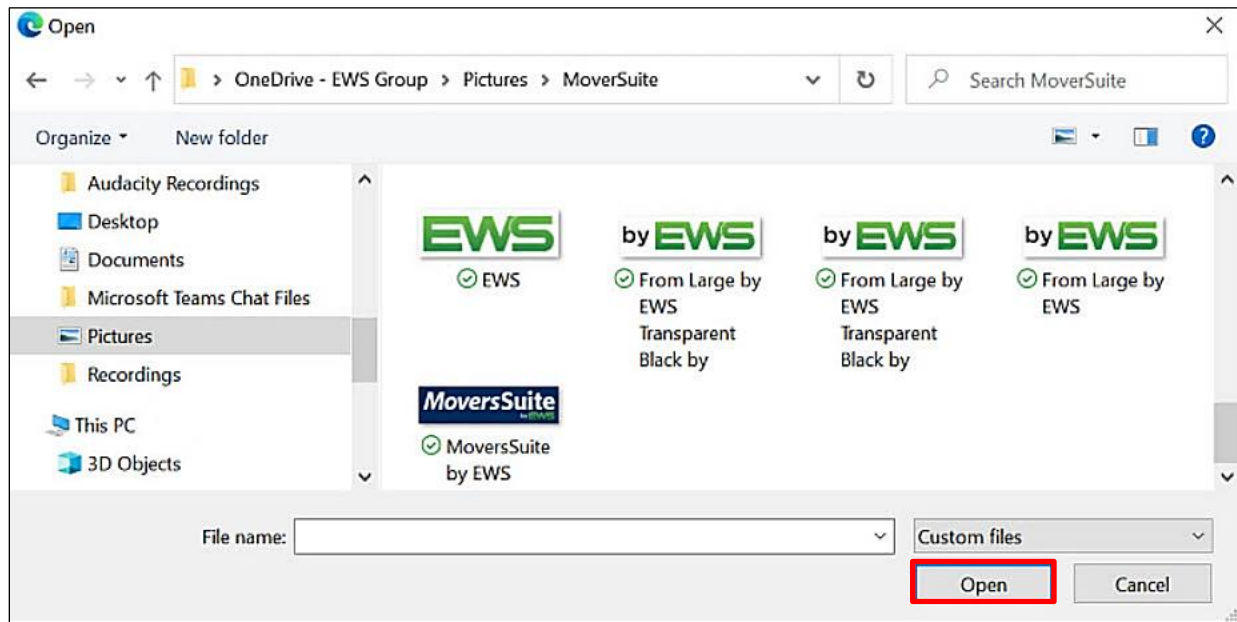 Open
OneDrive - EWS Group > Pictures > MoverSuite
Search MoverSuite
Organize
New folder
Audacity Recordings
Desktop
Documents
Microsoft Teams Chat Files
Pictures
Recordings
This PC
3D Objects
EWS
EWS
by EWS
From Large by
EWS
Transparent
Black by
by EWS
From Large by
EWS
Transparent
Black by
by EWS
From Large by
EWS
MoversSuite
by EWS
MoversSuite
by EWS
File name:
Custom files
Open
Cancel